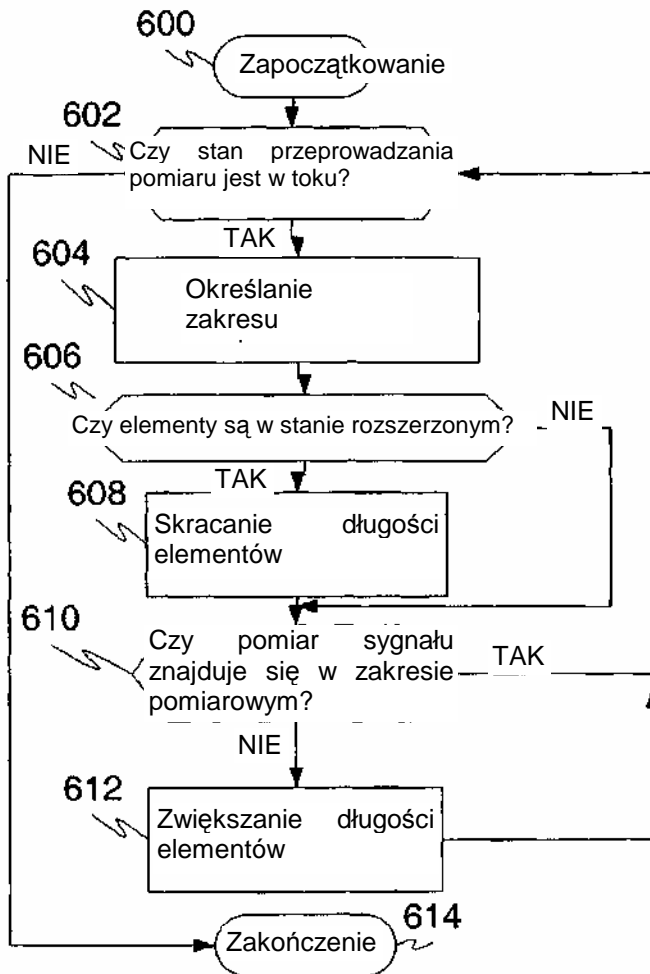 600
Zapoczątkowanie
602
NIE
Czy stan przeprowadzania
pomiaru jest w toku?
TAK
604
Określanie
zakresu
606
Czy elementy są w stanie rozszerzonym?
NIE
TAK
608
Skracanie długości
elementów
610
Czy pomiar sygnału
znajduje się w zakresie
pomiarowym?
TAK
NIE
612
Zwiększanie długości
elementów
614
Zakończenie